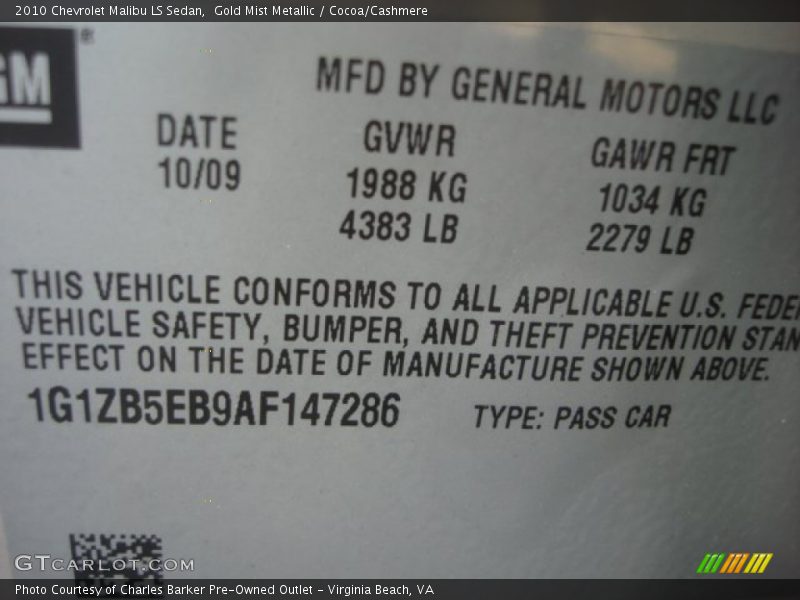 2010 Chevrolet Malibu LS Sedan, Gold Mist Metallic / Cocoa/Cashmere
GM ®
MFD BY GENERAL MOTORS LLC
DATE GVWR GAWR FRT
10/09 1988 KG 1034 KG
4383 LB 2279 LB
THIS VEHICLE CONFORMS TO ALL APPLICABLE U.S. FEDER
VEHICLE SAFETY, BUMPER, AND THEFT PREVENTION STAN
EFFECT ON THE DATE OF MANUFACTURE SHOWN ABOVE.
1G1ZB5EB9AF147286 TYPE: PASS CAR
GTCARLOT.COM
Photo Courtesy of Charles Barker Pre-Owned Outlet - Virginia Beach, VA